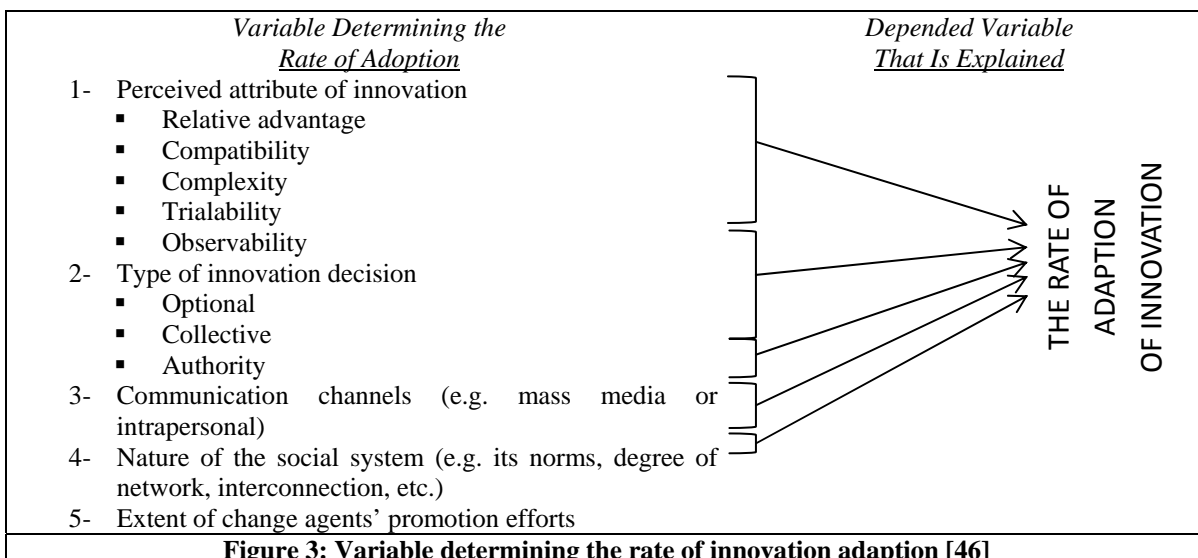 Variable Determining the
Rate of Adoption
Depended Variable
That Is Explained
1- Perceived attribute of innovation
▪ Relative advantage
▪ Compatibility
▪ Complexity
▪ Trialability
▪ Observability
2- Type of innovation decision
▪ Optional
▪ Collective
▪ Authority
3- Communication channels (e.g. mass media or
intrapersonal)
4- Nature of the social system (e.g. its norms, degree of
network, interconnection, etc.)
5- Extent of change agents’ promotion efforts
THE RATE OF
ADAPTION
OF INNOVATION
Figure 3: Variable determining the rate of innovation adaption [46]